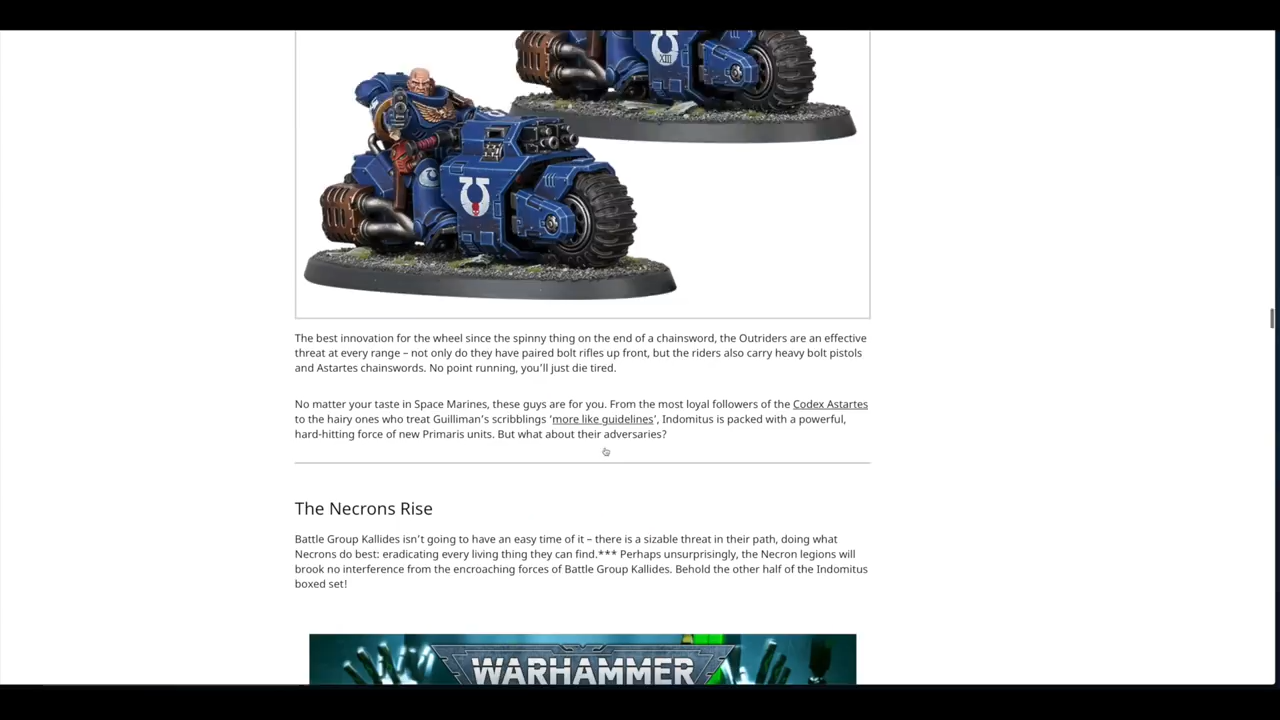 XIII
The best innovation for the wheel since the spinny thing on the end of a chainsword, the Outriders are an effective
threat at every range – not only do they have paired bolt rifles up front, but the riders also carry heavy bolt pistols
and Astartes chainswords. No point running, you’ll just die tired.
No matter your taste in Space Marines, these guys are for you. From the most loyal followers of the Codex Astartes
to the hairy ones who treat Guilliman’s scribblings ‘more like guidelines’, Indomitus is packed with a powerful,
hard-hitting force of new Primaris units. But what about their adversaries?
The Necrons Rise
Battle Group Kallides isn’t going to have an easy time of it – there is a sizable threat in their path, doing what
Necrons do best: eradicating every living thing they can find.*** Perhaps unsurprisingly, the Necron legions will
brook no interference from the encroaching forces of Battle Group Kallides. Behold the other half of the Indomitus
boxed set!
WARHAMMER